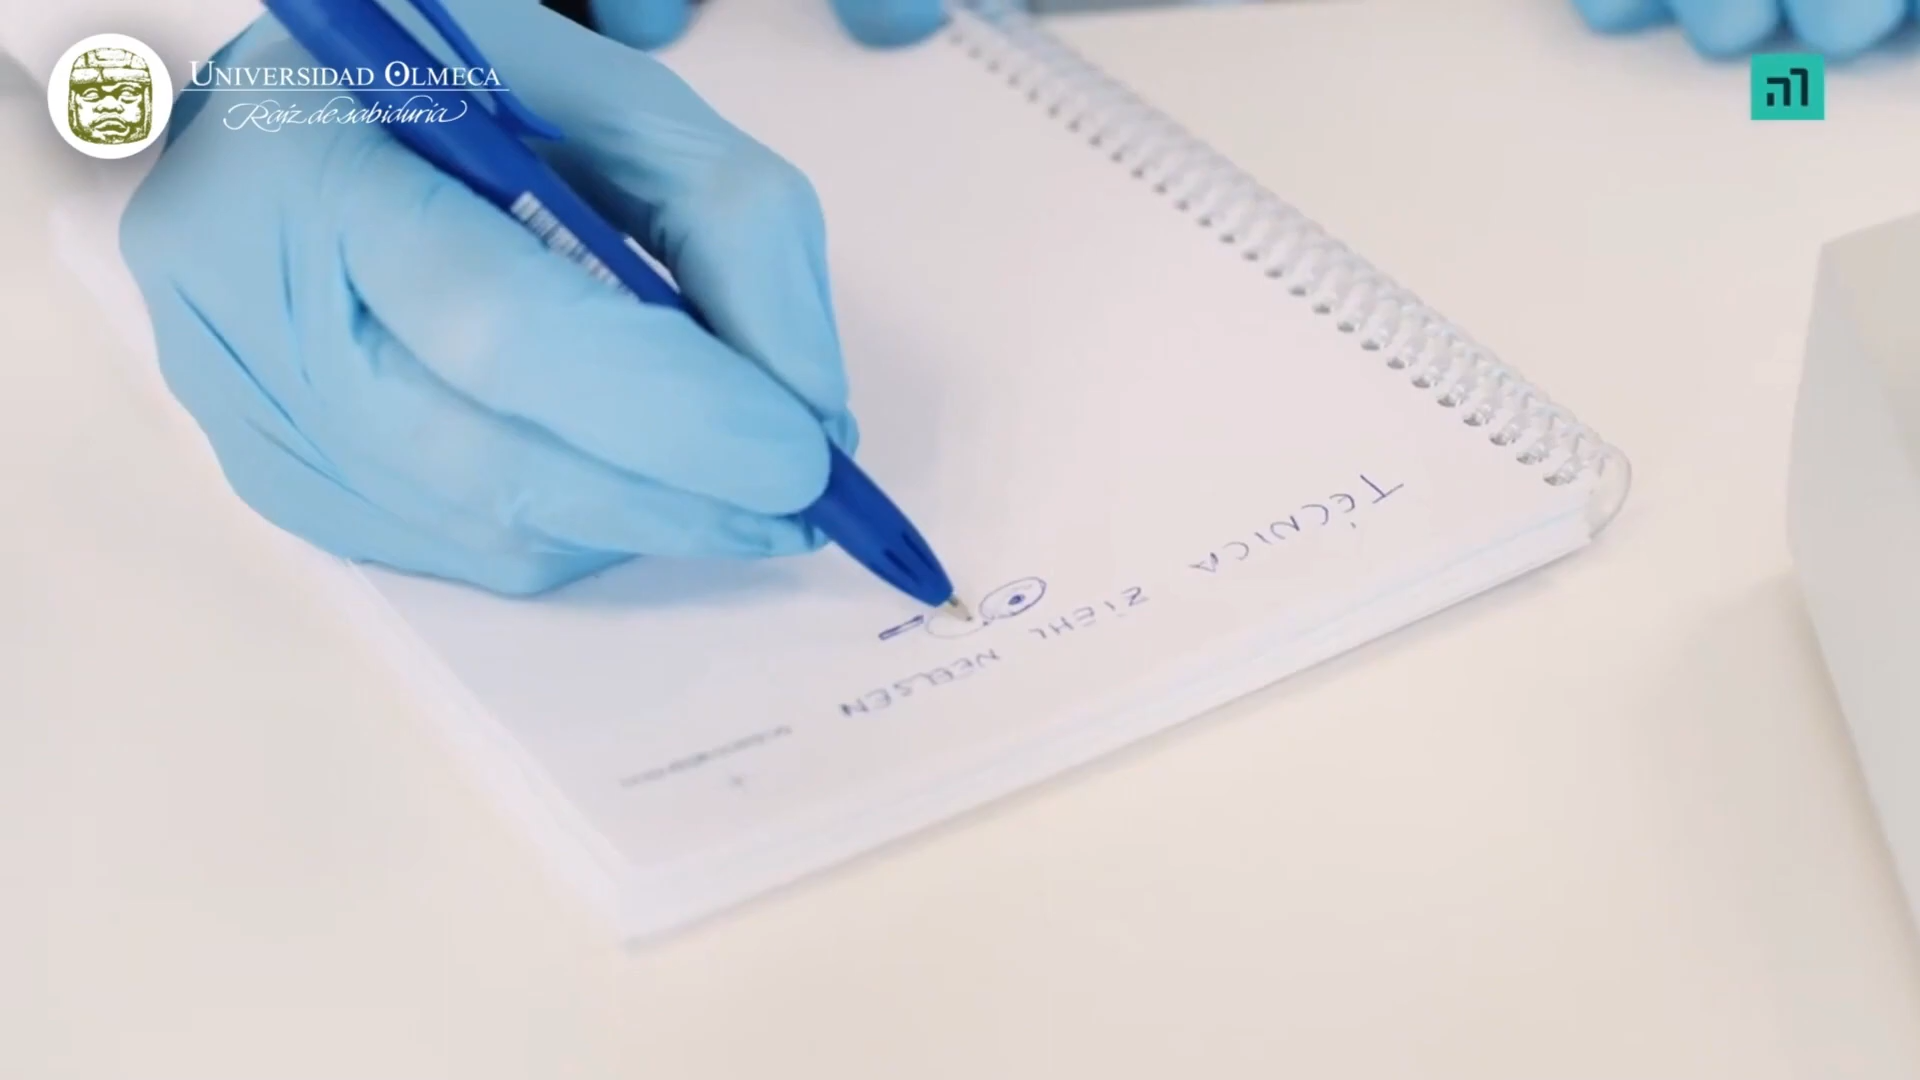 UNIVERSIDAD OLMECA
Raíz de sabiduría
TÉCNICA ZIEHL NEELSEN